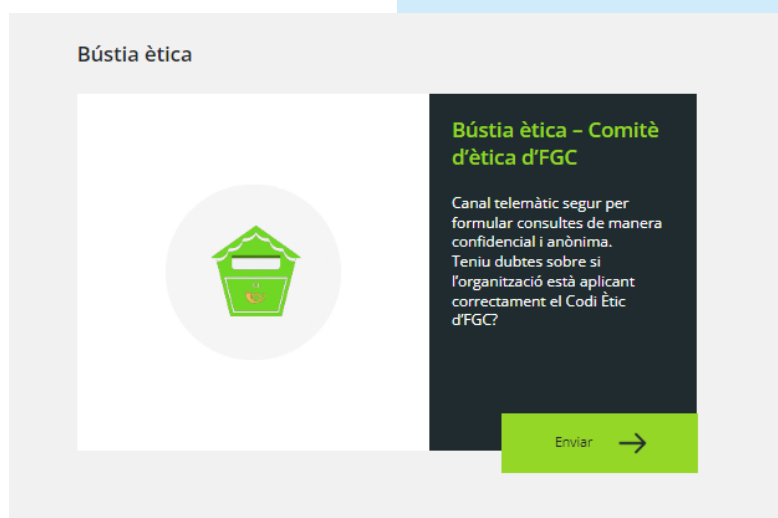 Bústia ètica
Bústia ètica – Comitè
d'ètica d'FGC
Canal telemàtic segur per
formular consultes de manera
confidencial i anònima.
Teniu dubtes sobre si
l'organització està aplicant
correctament el Codi Ètic
d'FGC?
Enviar